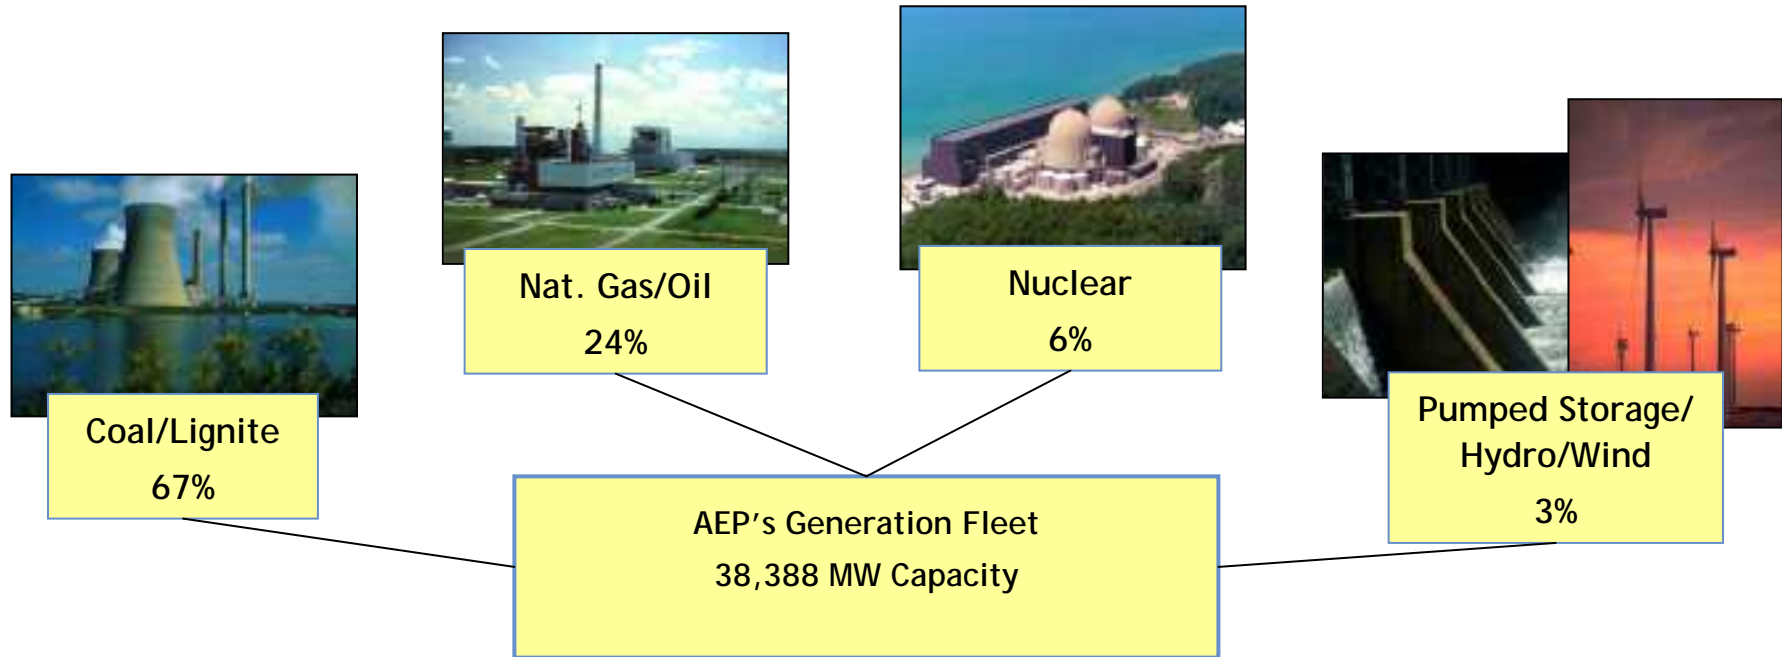 Coal/Lignite
67%
Nat. Gas/Oil
24%
Nuclear
6%
Pumped Storage/
Hydro/Wind
3%
AEP's Generation Fleet
38,388 MW Capacity